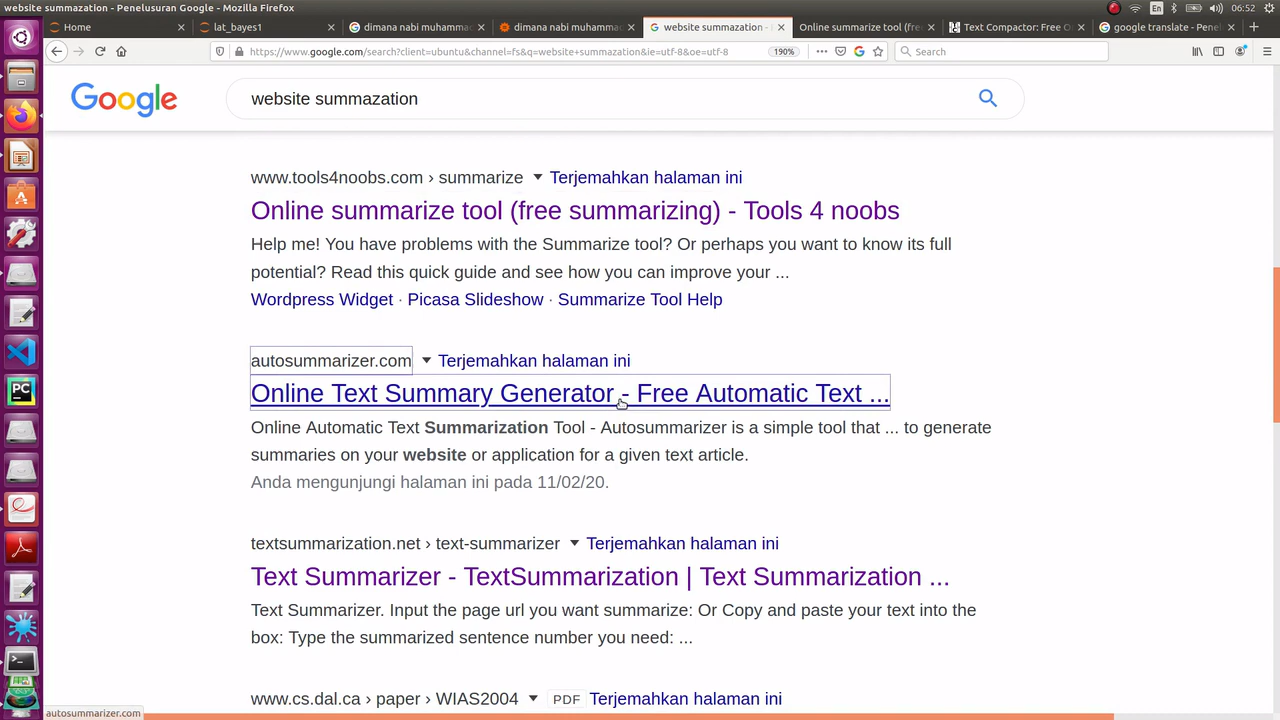 website summazation - Penelusuran Google - Mozilla Firefox
En 06:52
Home lat_bayes1 dimana nabi muhammad dimana nabi muhammad website summazation - Online summarize tool (fre Text Compactor: Free O google translate - Penel
https://www.google.com/search?client=ubuntu&channel=fs&q=website+summazation&ie=utf-8&oe=utf-8 190% Search
Google website summazation
www.tools4noobs.com › summarize Terjemahkan halaman ini
Online summarize tool (free summarizing) - Tools 4 noobs
Help me! You have problems with the Summarize tool? Or perhaps you want to know its full
potential? Read this quick guide and see how you can improve your ...
Wordpress Widget · Picasa Slideshow · Summarize Tool Help
autosummarizer.com Terjemahkan halaman ini
Online Text Summary Generator - Free Automatic Text ...
Online Automatic Text Summarization Tool - Autosummarizer is a simple tool that ... to generate
summaries on your website or application for a given text article.
Anda mengunjungi halaman ini pada 11/02/20.
textsummarization.net › text-summarizer Terjemahkan halaman ini
Text Summarizer - TextSummarization | Text Summarization ...
Text Summarizer. Input the page url you want summarize: Or Copy and paste your text into the
box: Type the summarized sentence number you need: ...
www.cs.dal.ca › paper › WIAS2004 PDF Terjemahkan halaman ini
autosummarizer.com
PC